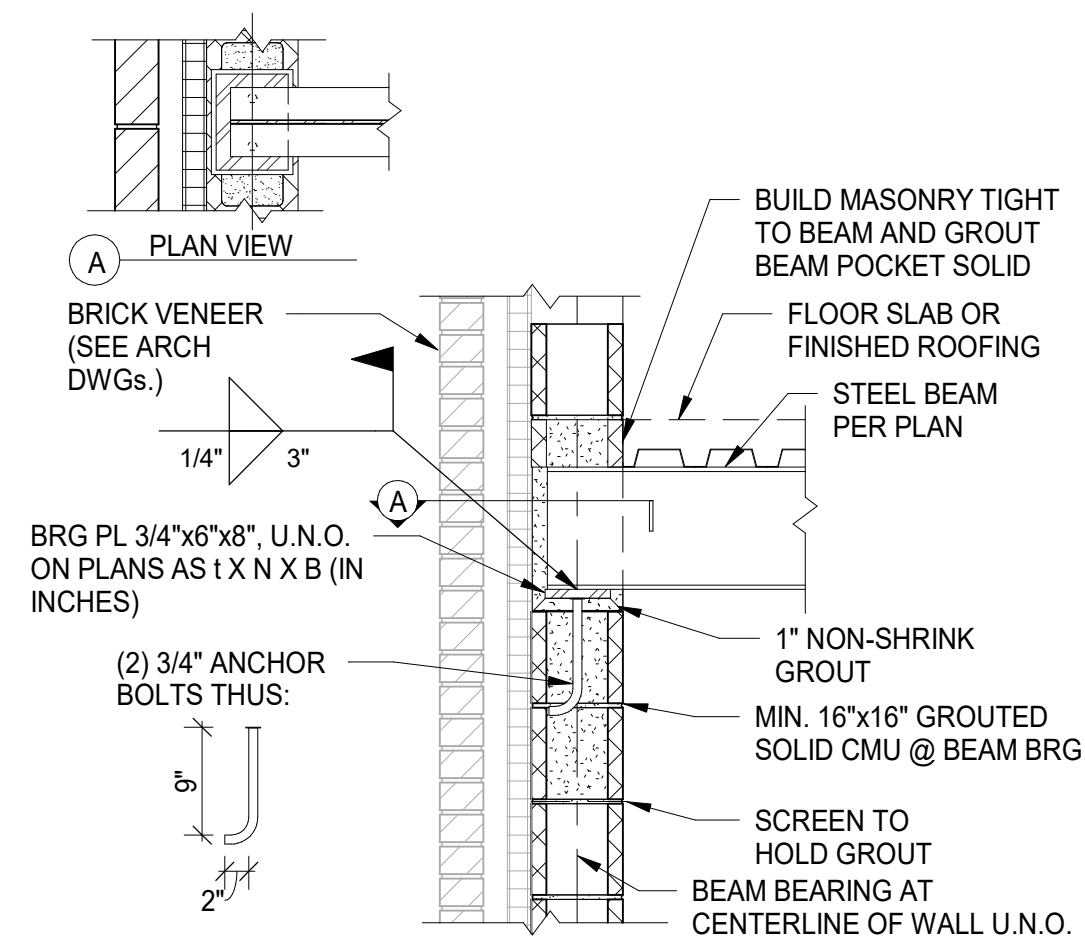 A
PLAN VIEW
BRICK VENEER
(SEE ARCH
DWGs.)
1/4"
3"
A
BRG PL 3/4"x6"x8", U.N.O.
ON PLANS AS t X N X B (IN
INCHES)
(2) 3/4" ANCHOR
BOLTS THUS:
9"
2"
BUILD MASONRY TIGHT
TO BEAM AND GROUT
BEAM POCKET SOLID
FLOOR SLAB OR
FINISHED ROOFING
STEEL BEAM
PER PLAN
1" NON-SHRINK
GROUT
MIN. 16"x16" GROUTED
SOLID CMU @ BEAM BRG
SCREEN TO
HOLD GROUT
BEAM BEARING AT
CENTERLINE OF WALL U.N.O.